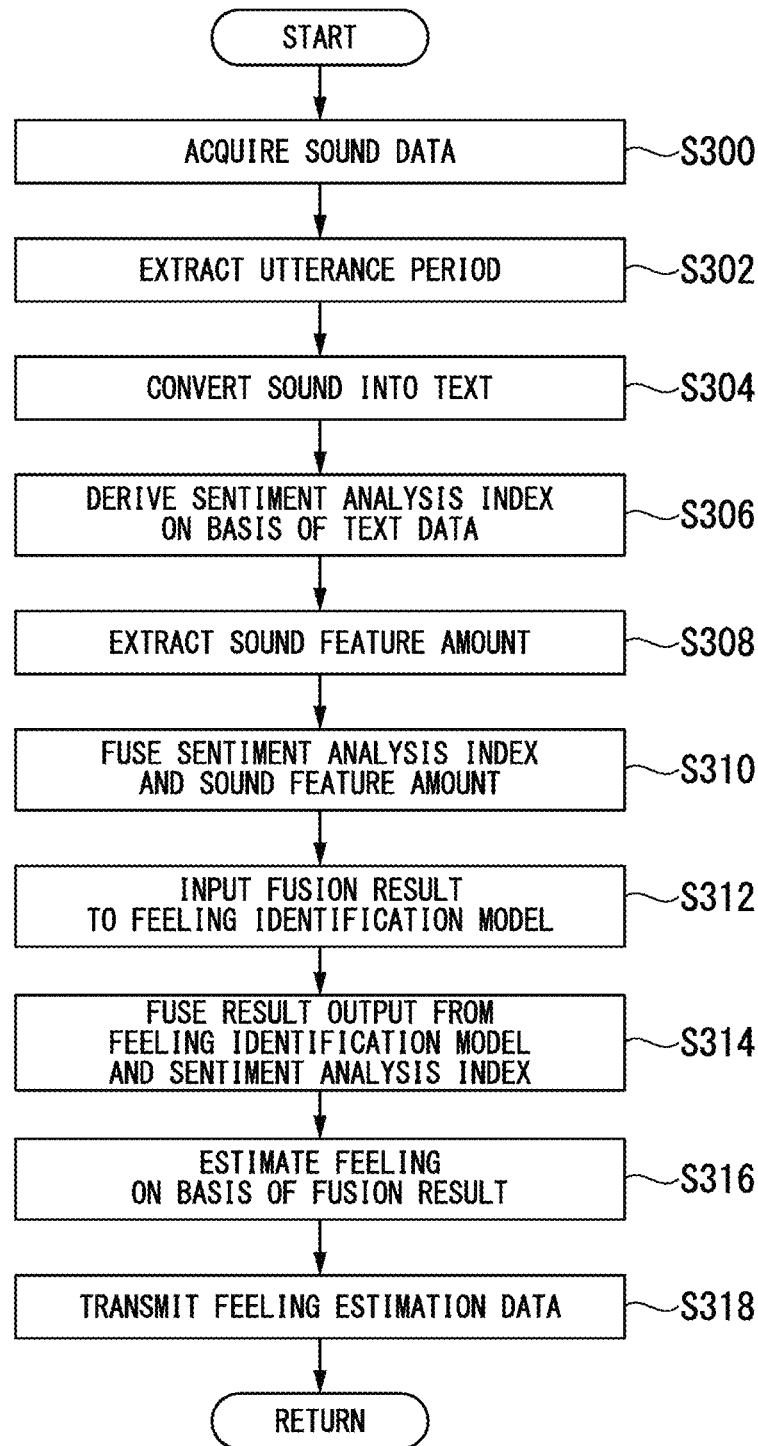 START
ACQUIRE SOUND DATA
S300
EXTRACT UTTERANCE PERIOD
S302
CONVERT SOUND INTO TEXT
S304
DERIVE SENTIMENT ANALYSIS INDEX
ON BASIS OF TEXT DATA
S306
EXTRACT SOUND FEATURE AMOUNT
S308
FUSE SENTIMENT ANALYSIS INDEX
AND SOUND FEATURE AMOUNT
S310
INPUT FUSION RESULT
TO FEELING IDENTIFICATION MODEL
S312
FUSE RESULT OUTPUT FROM
FEELING IDENTIFICATION MODEL
AND SENTIMENT ANALYSIS INDEX
S314
ESTIMATE FEELING
ON BASIS OF FUSION RESULT
S316
TRANSMIT FEELING ESTIMATION DATA
S318
RETURN